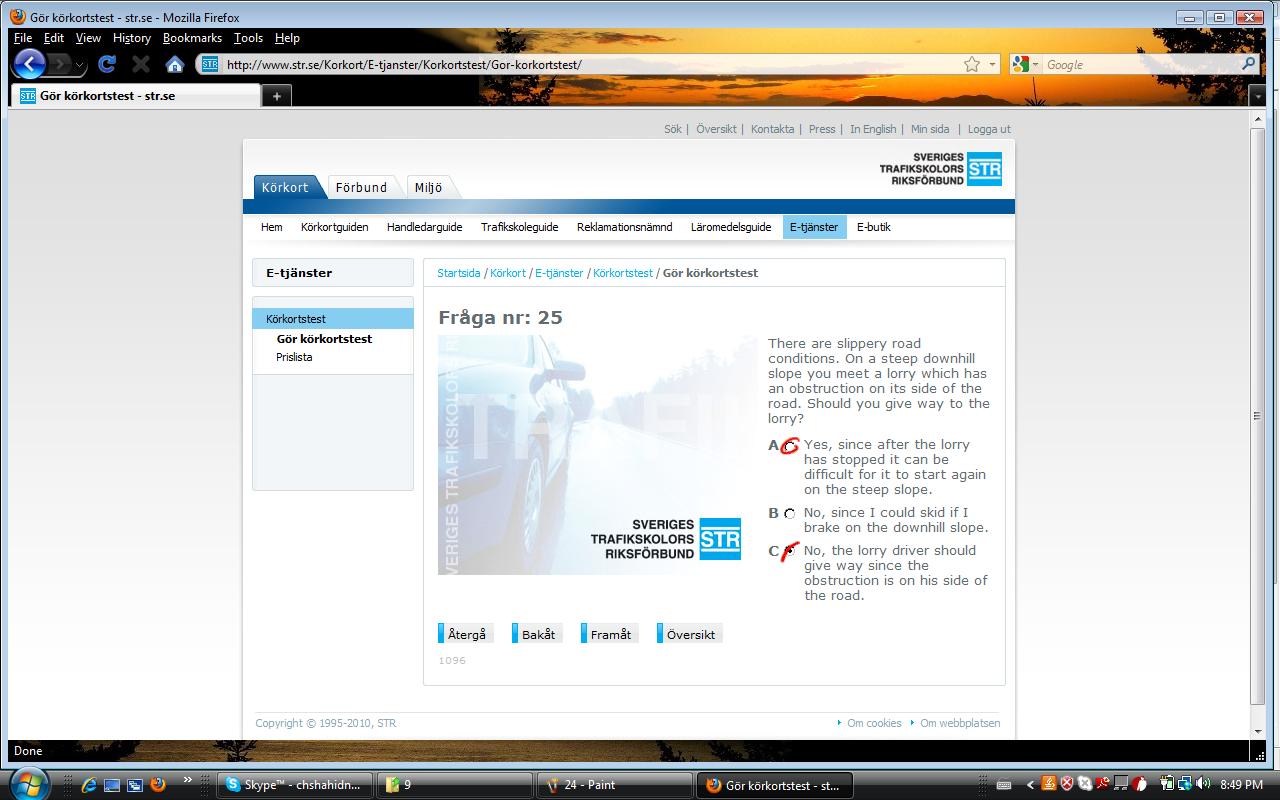 Gör körkortstest - str.se - Mozilla Firefox
File Edit View History Bookmarks Tools Help
STR http://www.str.se/Korkort/E-tjanster/Korkortstest/Gor-korkortstest/
Google
STR Gör körkortstest - str.se
Sök | Översikt | Kontakta | Press | In English | Min sida | Logga ut
SVERIGES
TRAFIKSKOLORS
RIKSFÖRBUND
STR
Körkort Förbund Miljö
Hem Körkortguiden Handledarguide Trafikskoleguide Reklamationsnämnd Läromedelsguide E-tjänster E-butik
E-tjänster
Körkortstest
Gör körkortstest
Prislista
Startsida / Körkort / E-tjänster / Körkortstest / Gör körkortstest
Fråga nr: 25
TRAFI
SVERIGES
TRAFIKSKOLORS
RIKSFÖRBUND
STR
There are slippery road
conditions. On a steep downhill
slope you meet a lorry which has
an obstruction on its side of the
road. Should you give way to the
lorry?
A Yes, since after the lorry
has stopped it can be
difficult for it to start again
on the steep slope.
B No, since I could skid if I
brake on the downhill slope.
C No, the lorry driver should
give way since the
obstruction is on his side of
the road.
Återgå Bakåt Framåt Översikt
1096
Copyright © 1995-2010, STR
Om cookies Om webbplatsen
Done
Skype™ - chshahidn... 9 24 - Paint Gör körkortstest - st... 8:49 PM